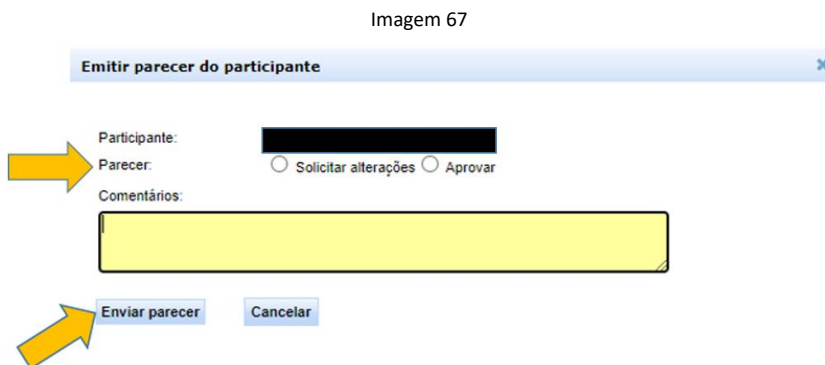 Imagem 67
Emitir parecer do participante
Participante:
Parecer: Solicitar alterações Aprovar
Comentários:
Enviar parecer Cancelar